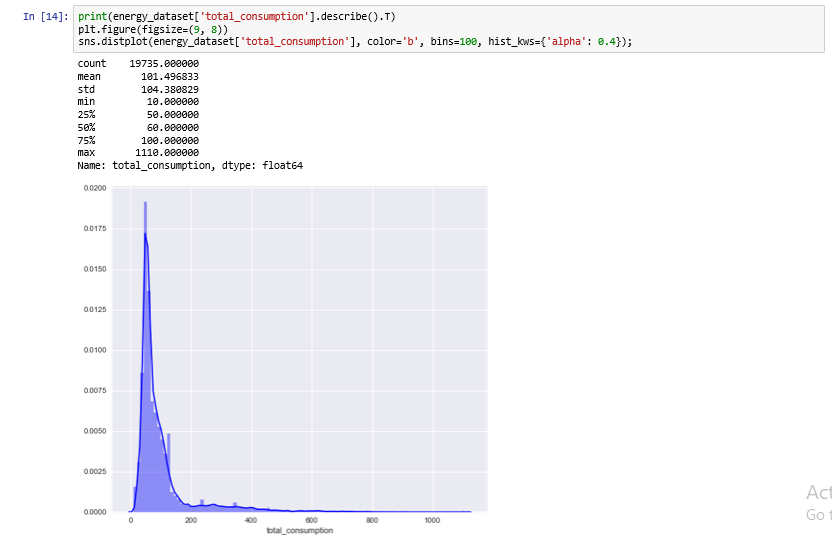 In [14]: print(energy_dataset['total_consumption'].describe().T)
plt.figure(figsize=(9, 8))
sns.distplot(energy_dataset['total_consumption'], color='b', bins=100, hist_kws={'alpha': 0.4});
count 19735.000000
mean 101.496833
std 104.380829
min 10.000000
25% 50.000000
50% 60.000000
75% 100.000000
max 1110.000000
Name: total_consumption, dtype: float64
0.0200
0.0175
0.0150
0.0125
0.0100
0.0075
0.0050
0.0025
0.0000
0 200 400 600 800 1000
total_consumption
Act
Go t